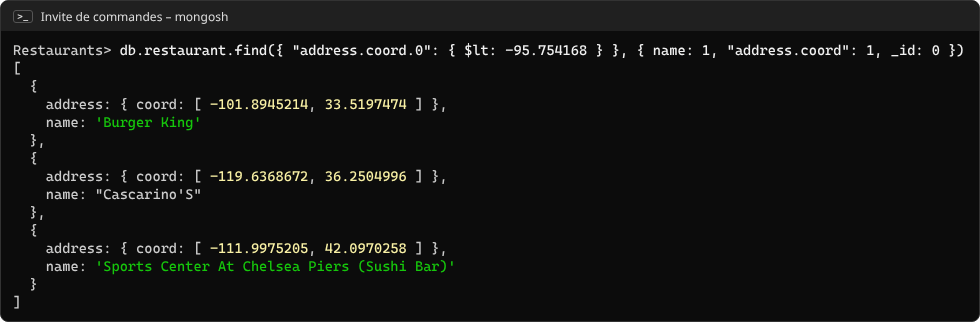 >_ Invite de commandes – mongosh
Restaurants> db.restaurant.find({ "address.coord.0": { $lt: -95.754168 } }, { name: 1, "address.coord": 1, _id: 0 })
[
  {
    address: { coord: [ -101.8945214, 33.5197474 ] },
    name: 'Burger King'
  },
  {
    address: { coord: [ -119.6368672, 36.2504996 ] },
    name: "Cascarino'S"
  },
  {
    address: { coord: [ -111.9975205, 42.0970258 ] },
    name: 'Sports Center At Chelsea Piers (Sushi Bar)'
  }
]